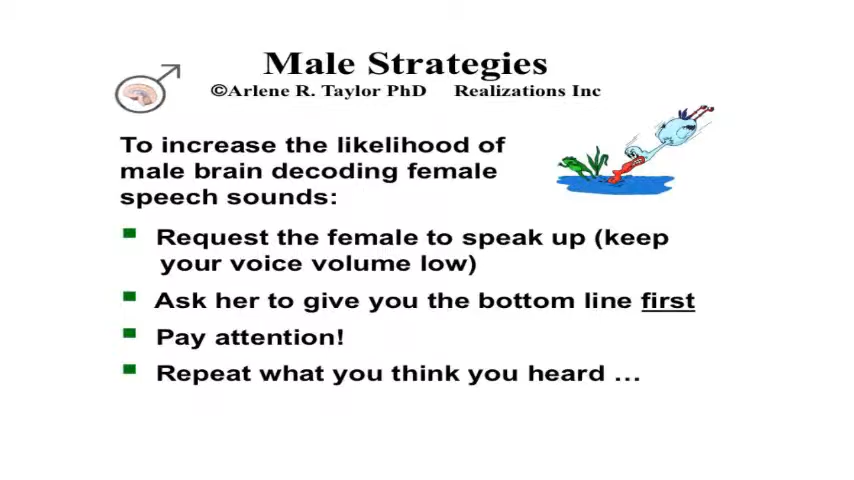 Male Strategies
©Arlene R. Taylor PhD Realizations Inc
To increase the likelihood of
male brain decoding female
speech sounds:
▪ Request the female to speak up (keep
your voice volume low)
▪ Ask her to give you the bottom line first
▪ Pay attention!
▪ Repeat what you think you heard …